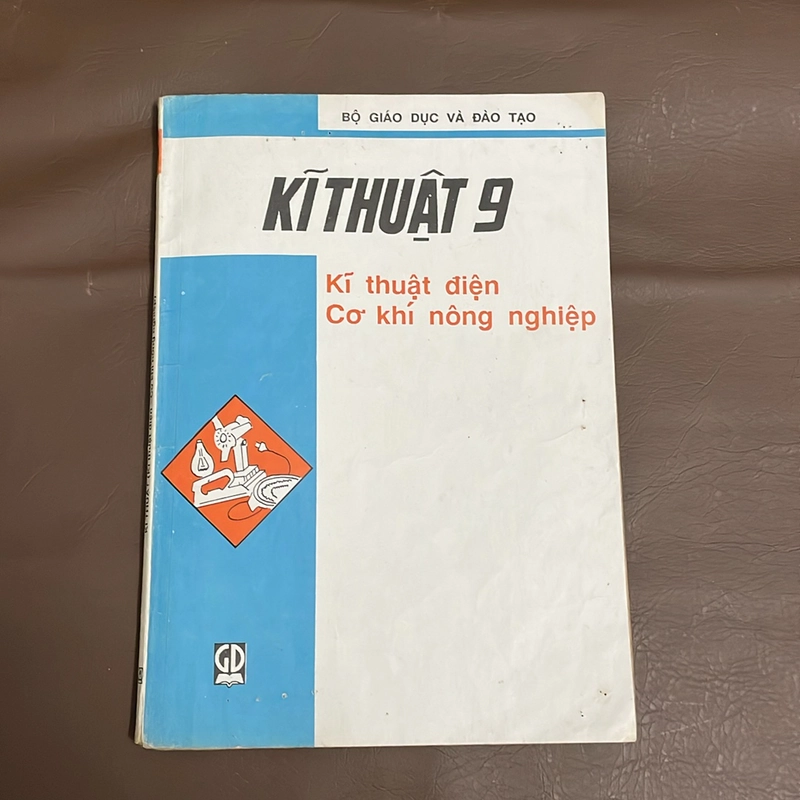 BỘ GIÁO DỤC VÀ ĐÀO TẠO
KĨ THUẬT 9
Kĩ thuật điện
Cơ khí nông nghiệp
GD